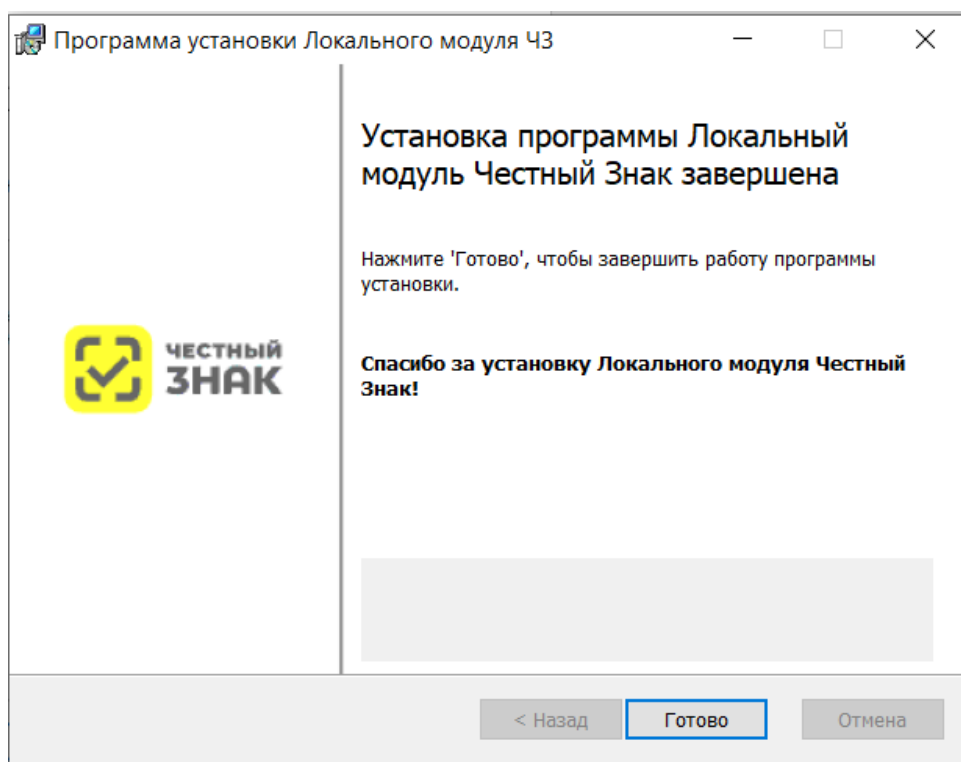 Программа установки Локального модуля ЧЗ
Установка программы Локальный
модуль Честный Знак завершена
Нажмите 'Готово', чтобы завершить работу программы
установки.
ЧЕСТНЫЙ
ЗНАК
Спасибо за установку Локального модуля Честный
Знак!
< Назад
Готово
Отмена